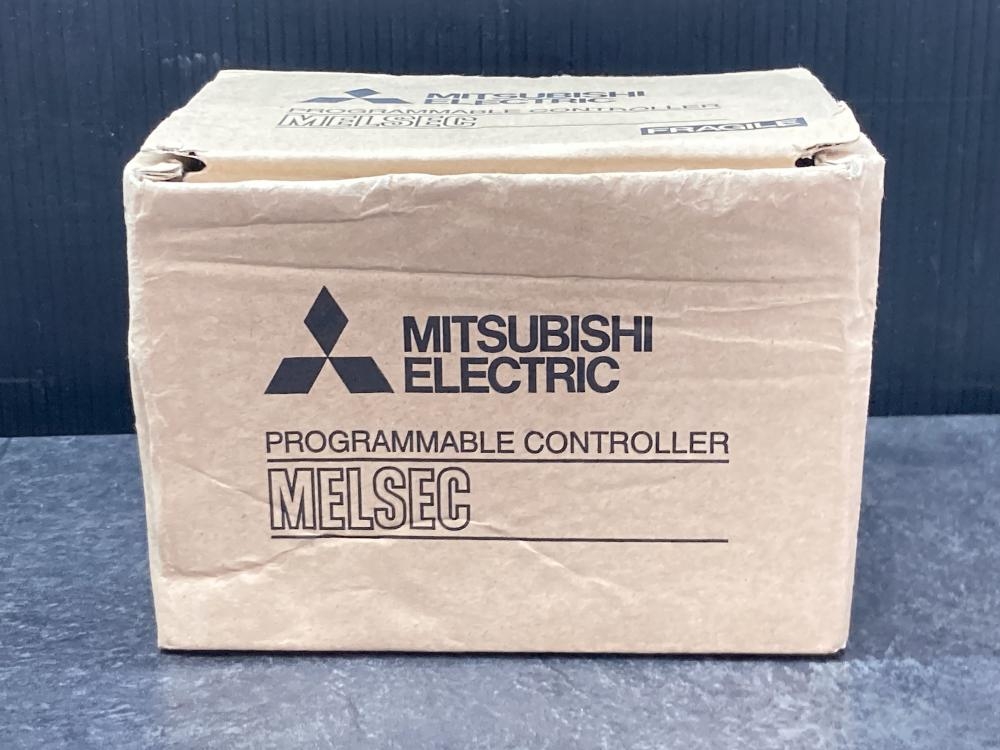 MITSUBISHI
ELECTRIC
PROGRAMMABLE CONTROLLER
MELSEC
FRAGILE
MITSUBISHI
ELECTRIC
PROGRAMMABLE CONTROLLER
MELSEC